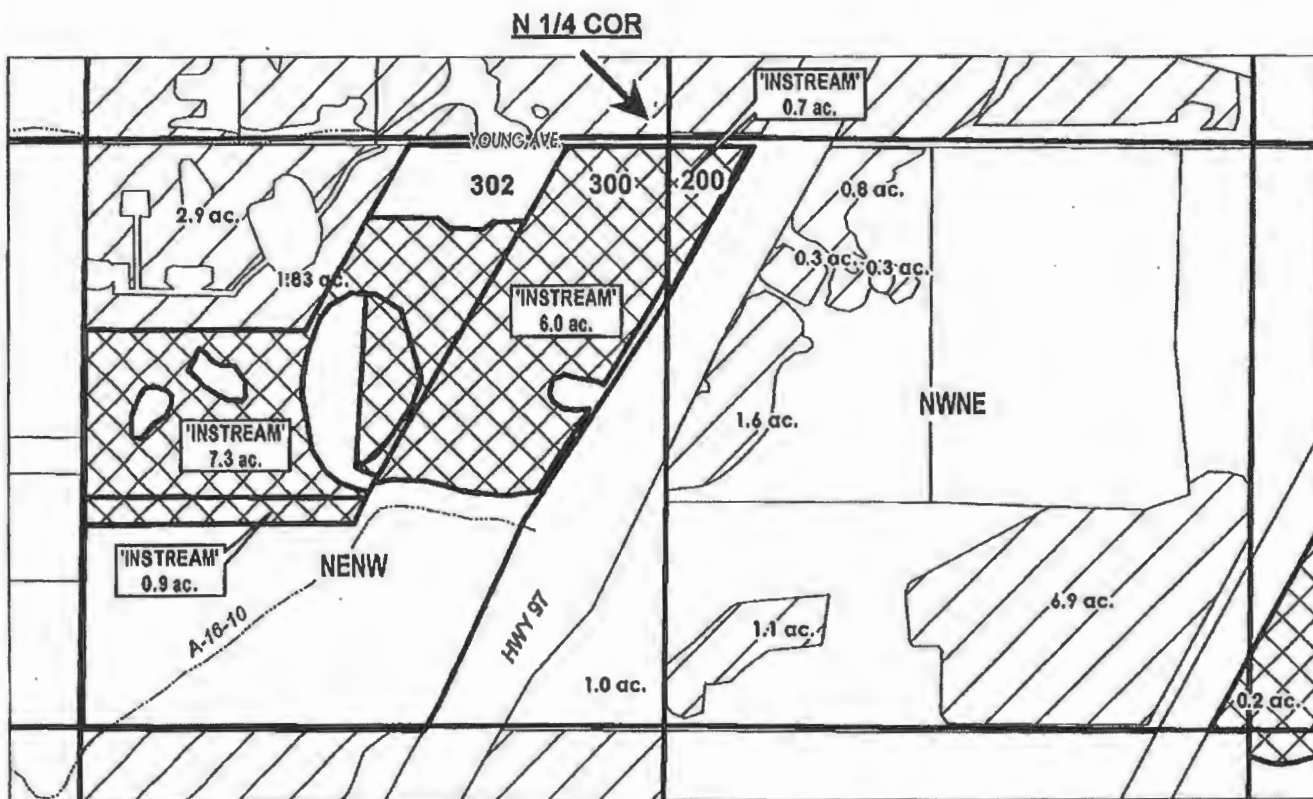 N 1/4 COR
'INSTREAM'
0.7 ac.
YOUNG AVE
302
300
200
0.8 ac.
2.9 ac.
0.3 ac.
0.3 ac.
1.83 ac.
'INSTREAM'
6.0 ac.
NWNE
1.6 ac.
'INSTREAM'
7.3 ac.
'INSTREAM'
0.9 ac.
NENW
A-16-10
HWY 97
6.9 ac.
1.1 ac.
1.0 ac.
0.2 ac.